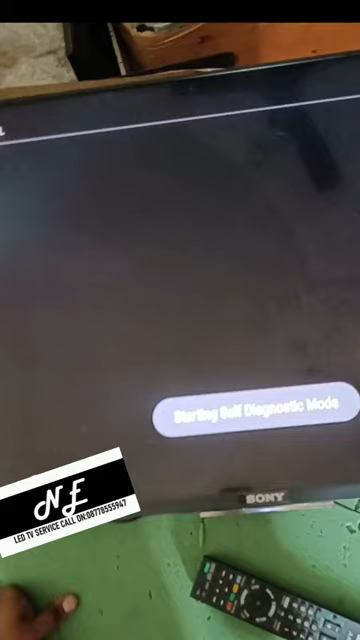 Starting Self Diagnostic Mode
SONY
NE
LED TV SERVICE CALL ON:08778555947